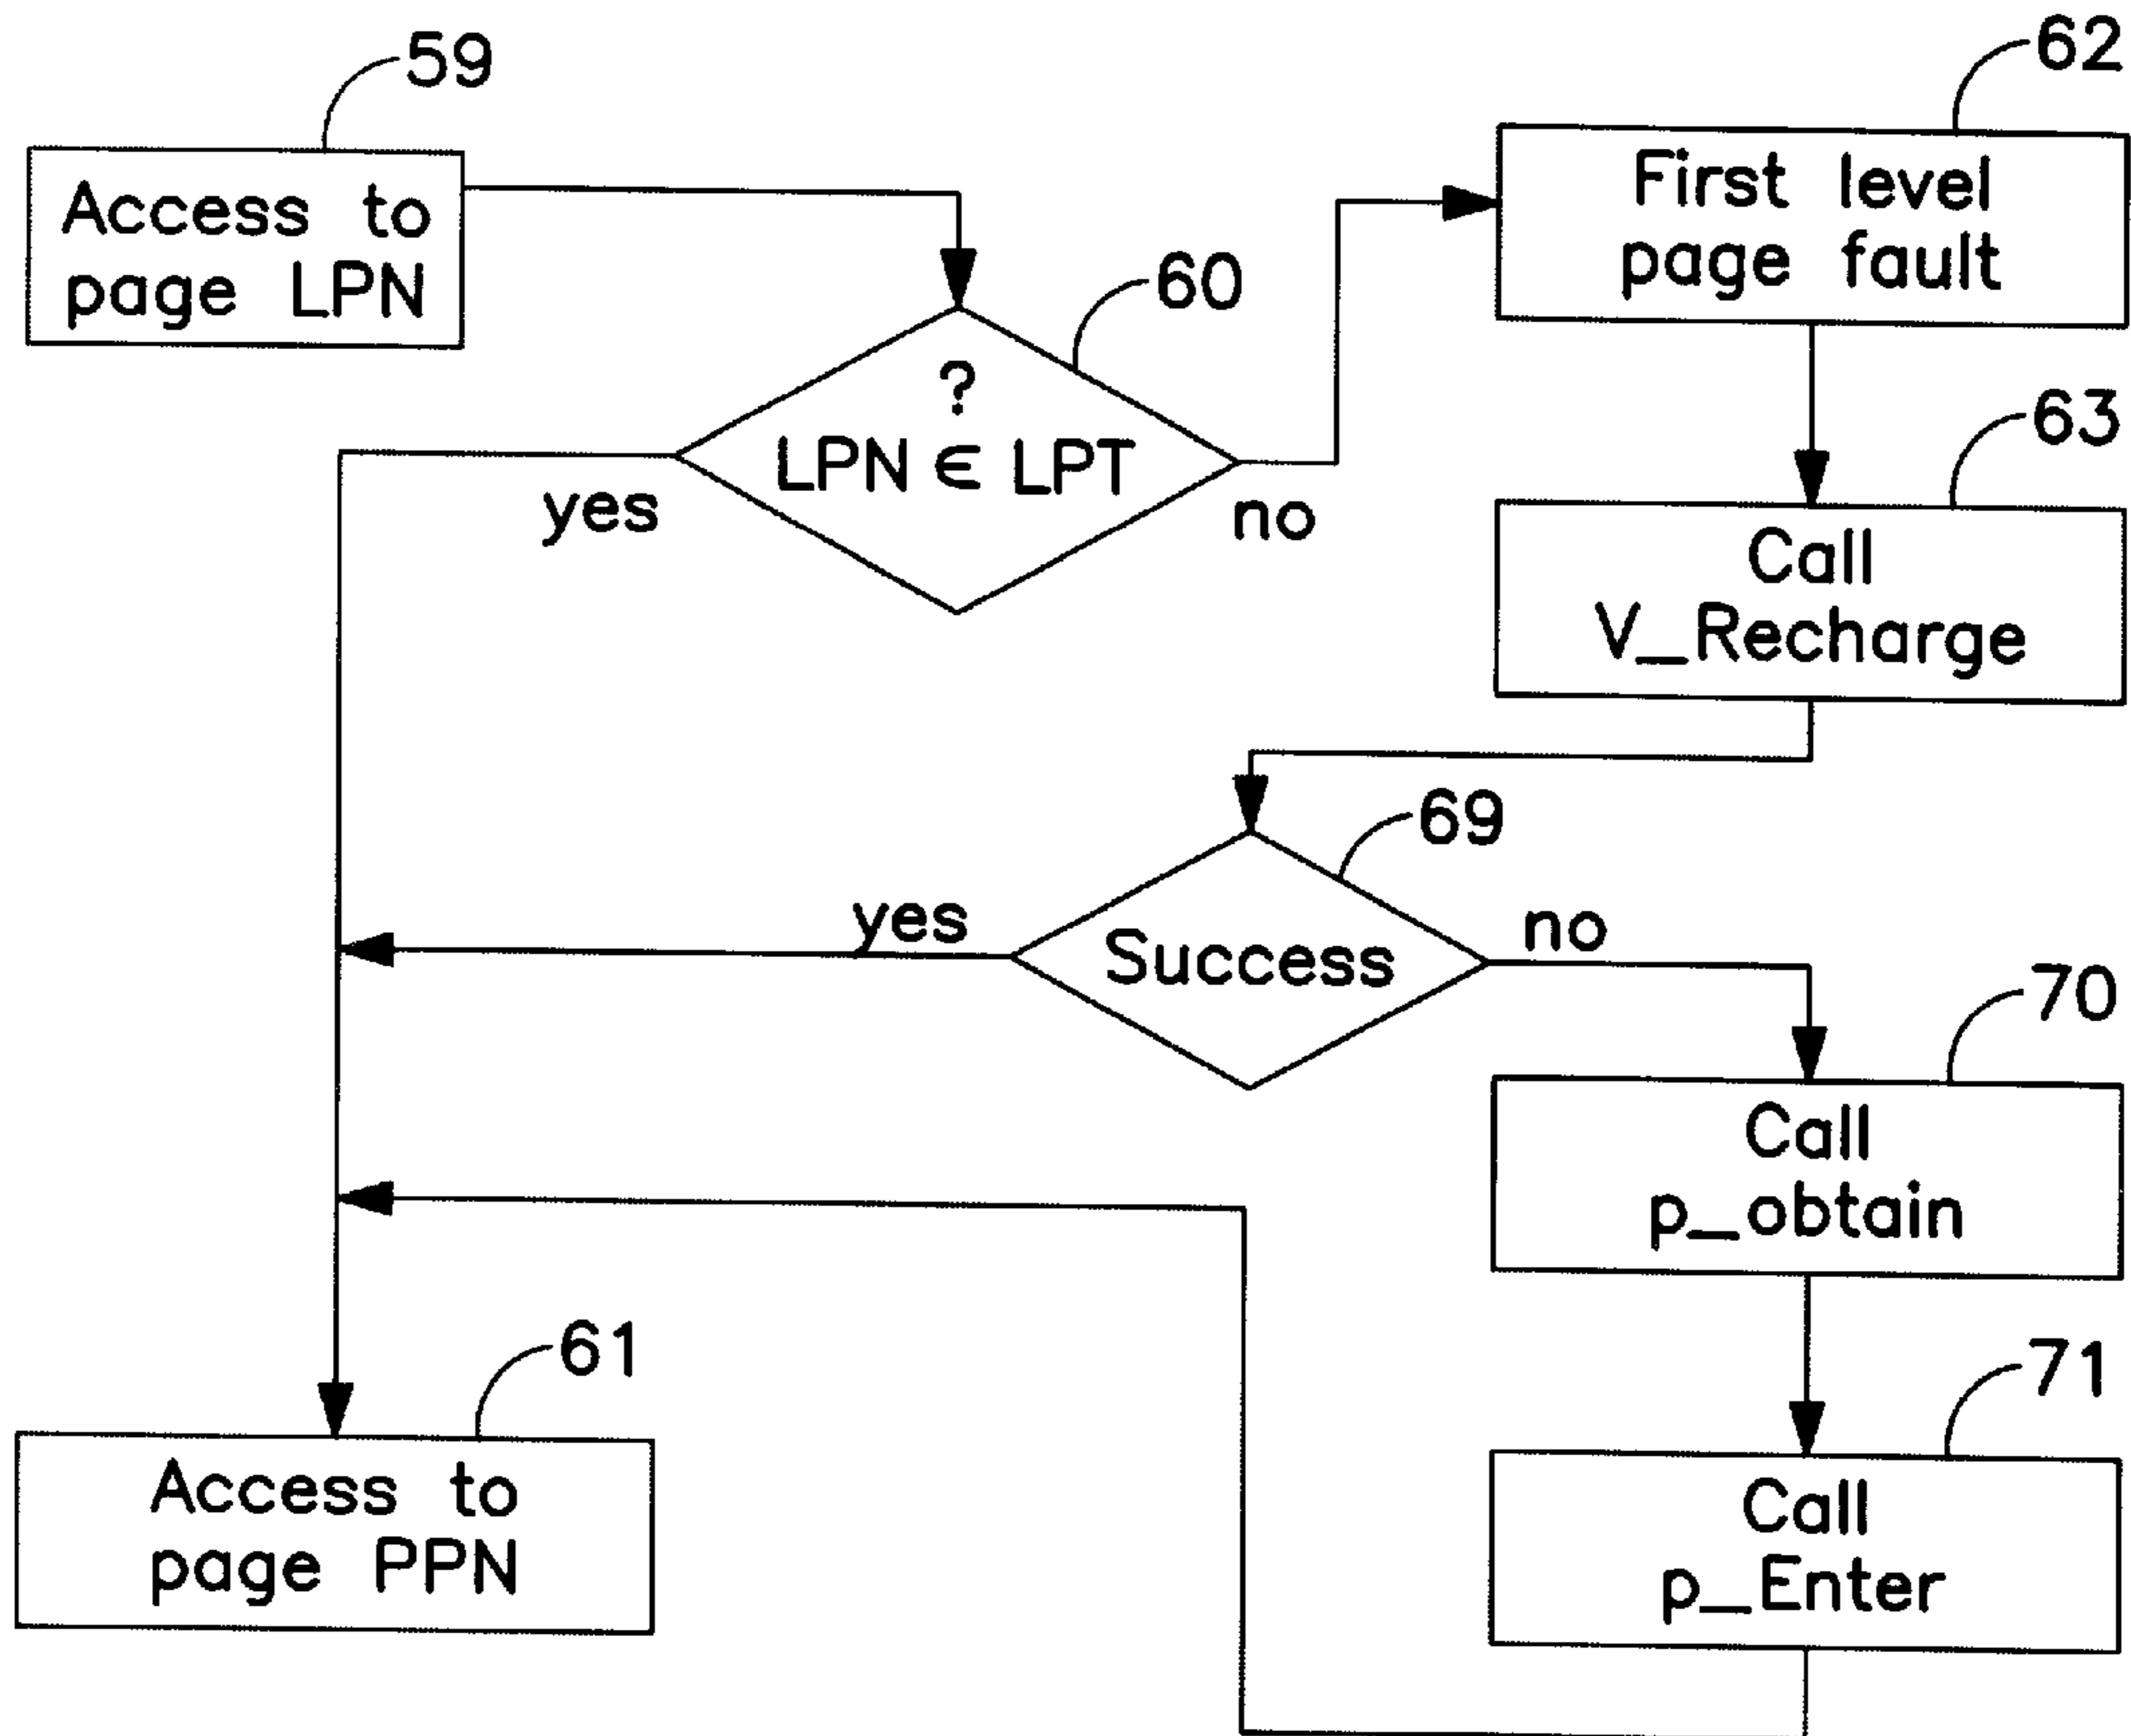 59
Access to
page LPN
60
?
LPN ∈ LPT
yes
no
62
First level
page fault
63
Call
V_Recharge
69
Success
yes
no
70
Call
p_obtain
71
Call
p_Enter
61
Access to
page PPN